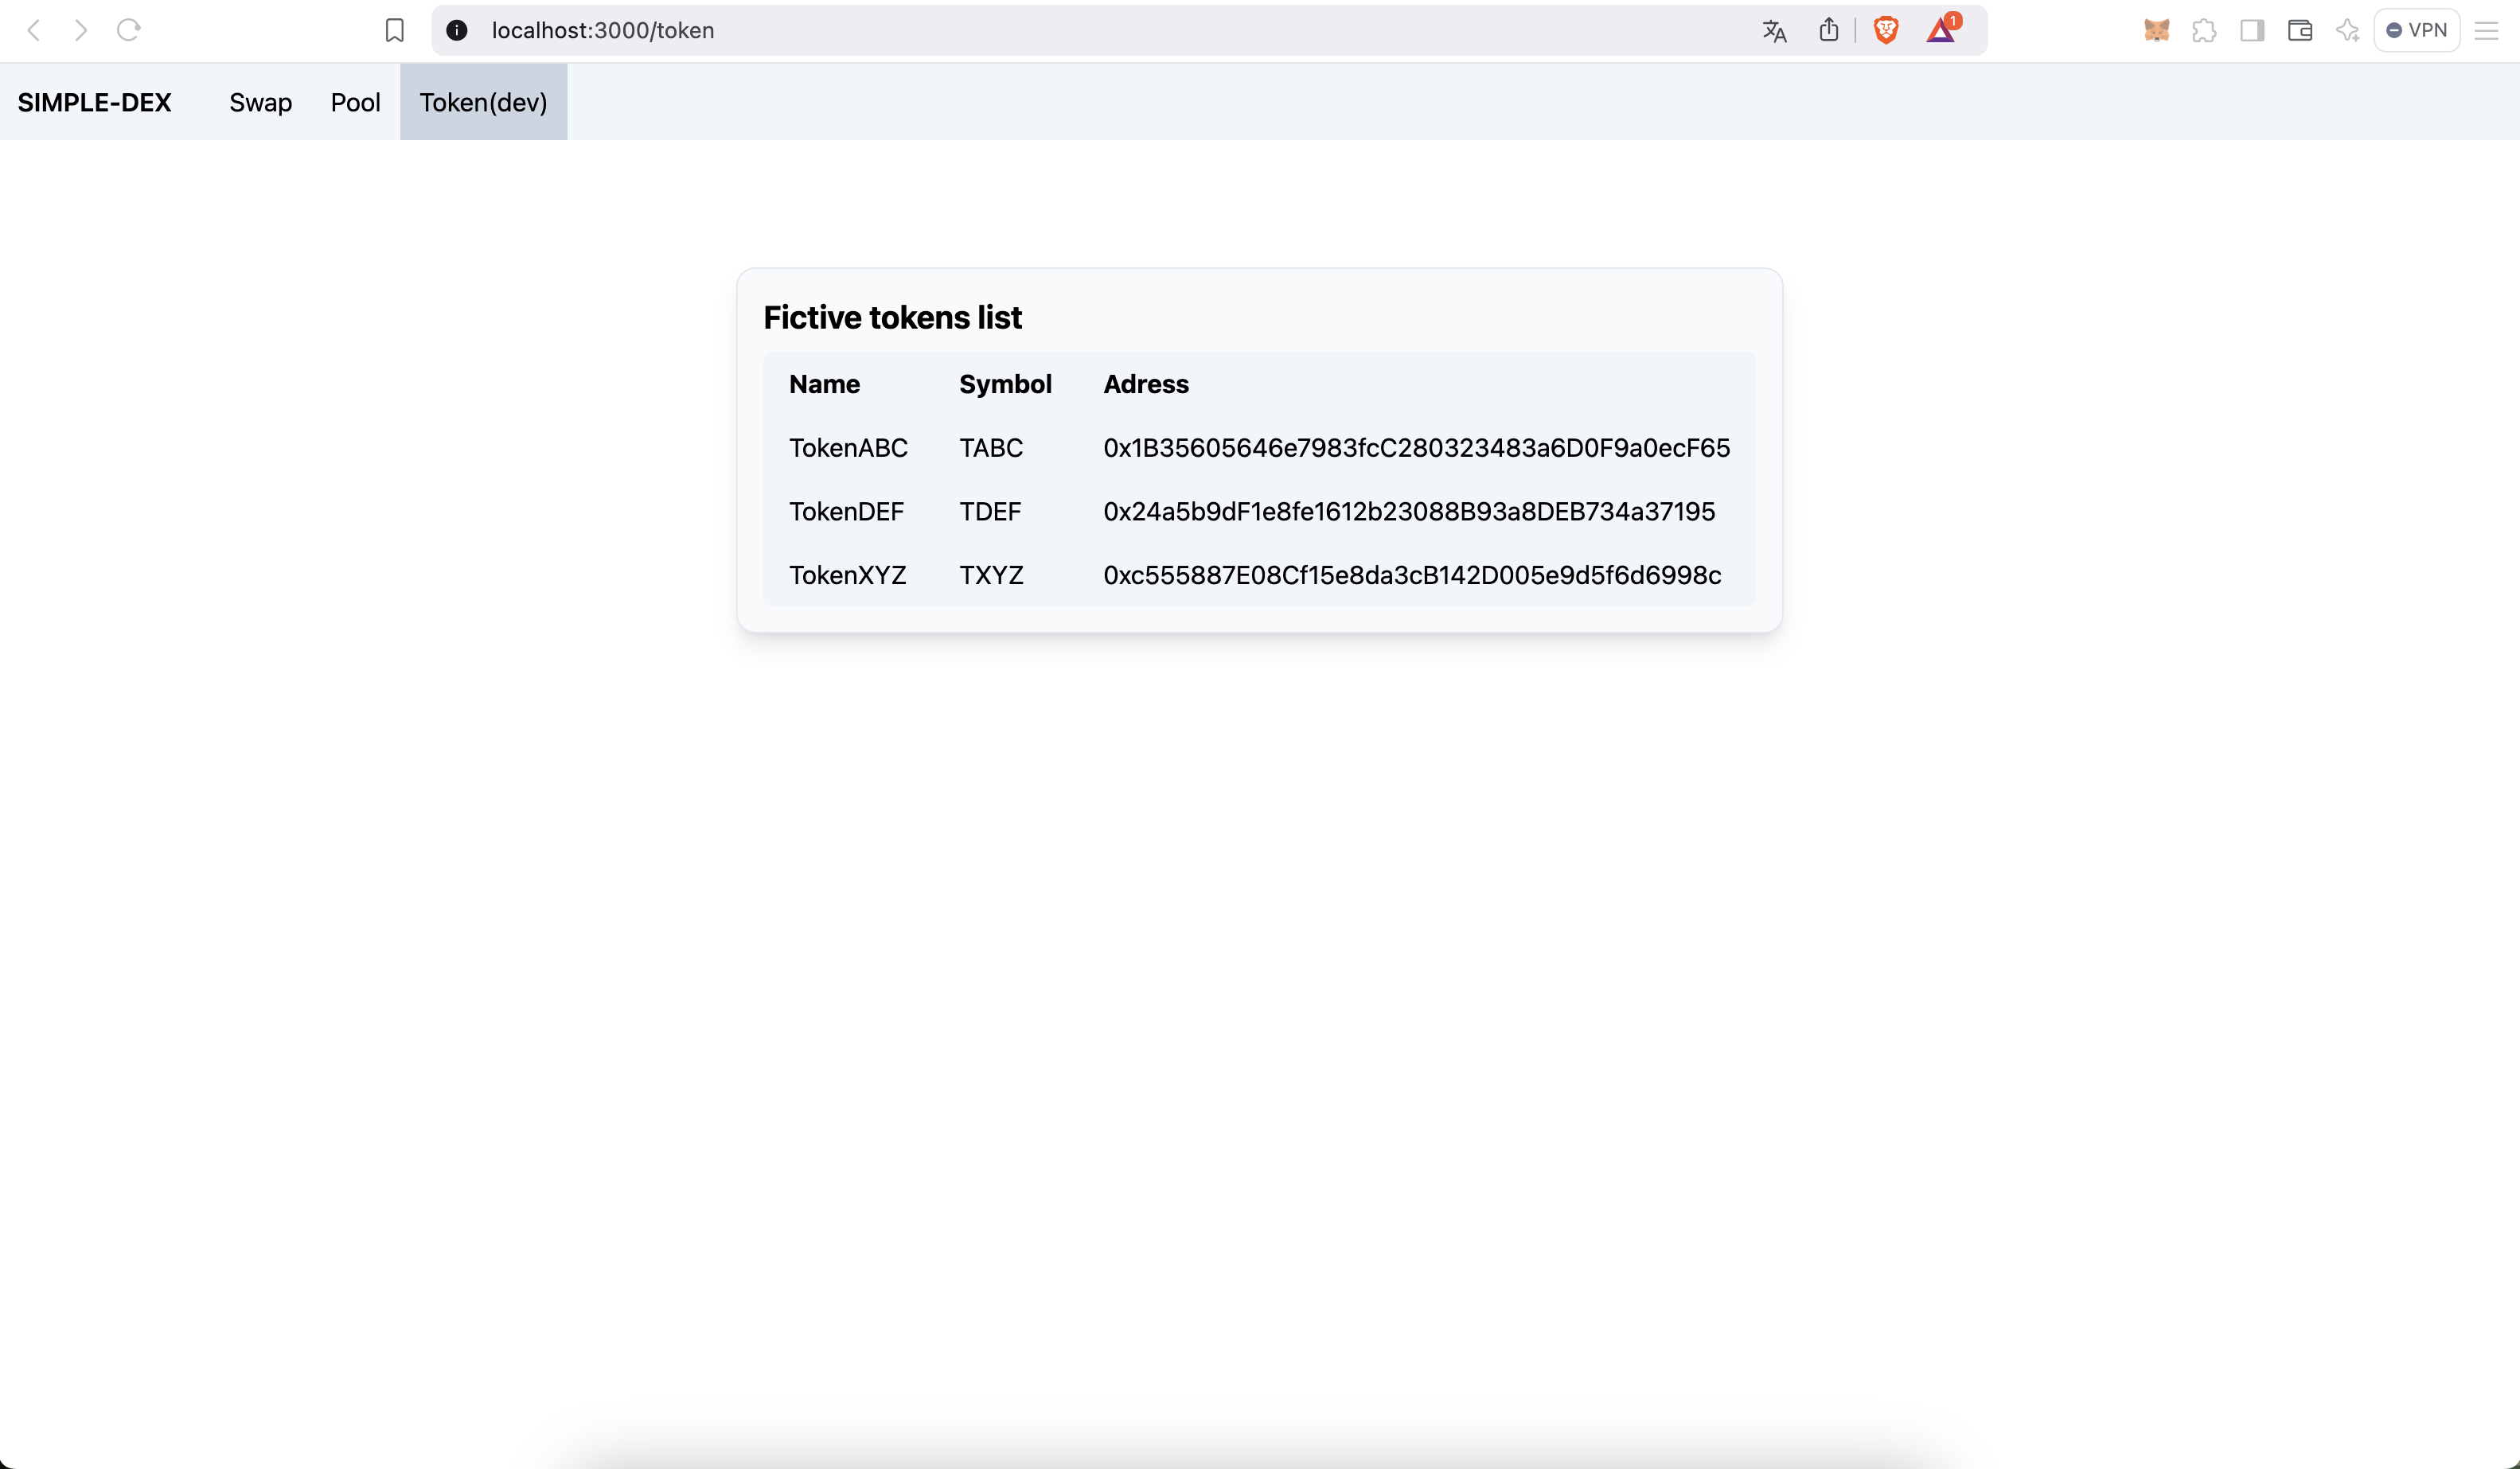 localhost:3000/token
1
VPN
SIMPLE-DEX Swap Pool Token(dev)
Fictive tokens list
Name Symbol Adress
TokenABC TABC 0x1B35605646e7983fcC280323483a6D0F9a0ecF65
TokenDEF TDEF 0x24a5b9dF1e8fe1612b23088B93a8DEB734a37195
TokenXYZ TXYZ 0xc555887E08Cf15e8da3cB142D005e9d5f6d6998c